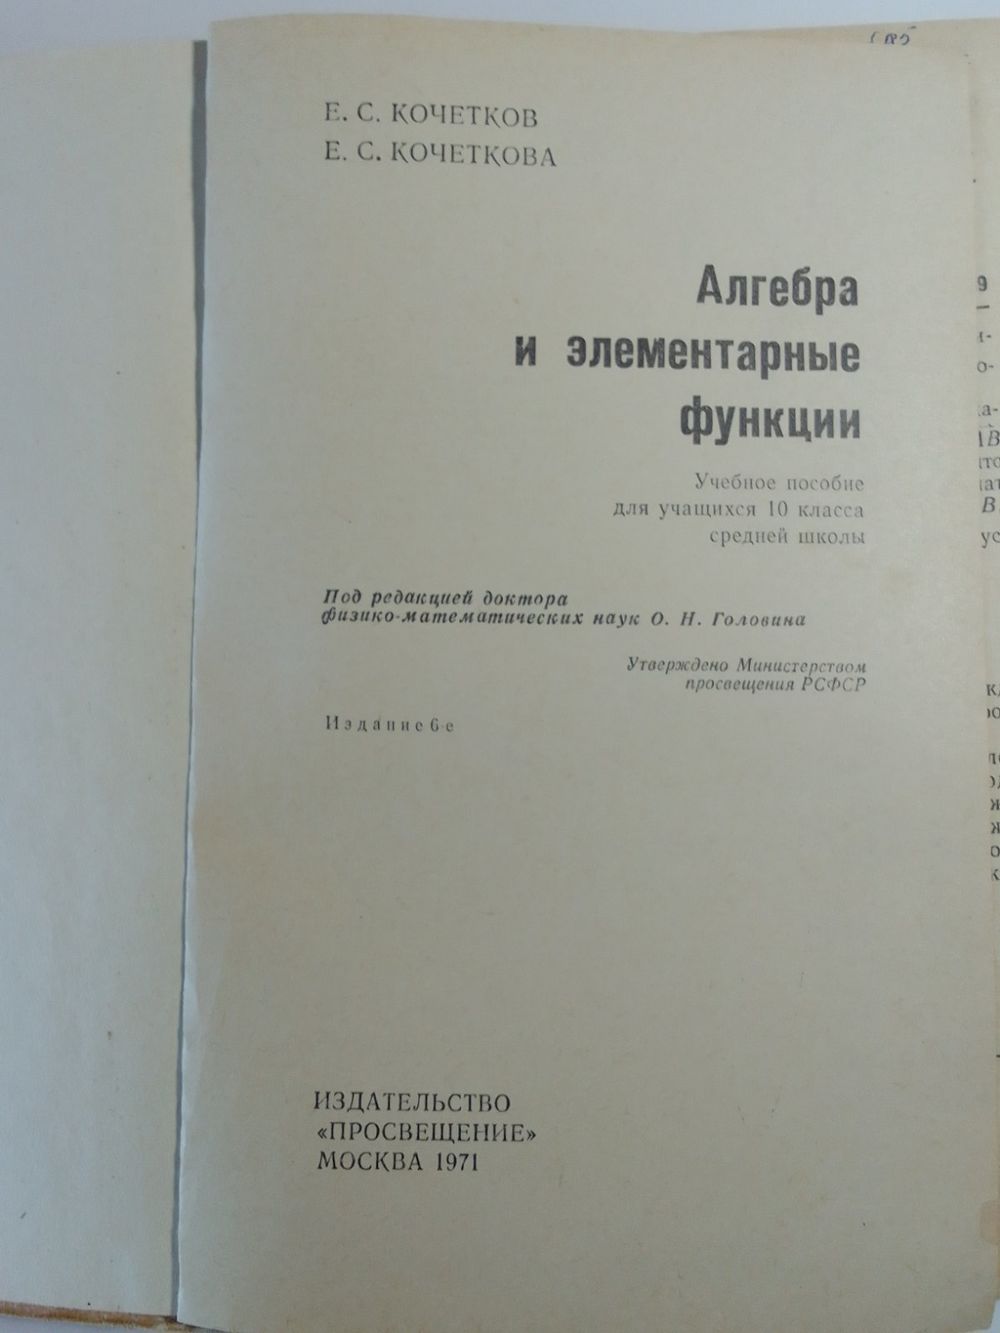 Е. С. КОЧЕТКОВ
Е. С. КОЧЕТКОВА
Алгебра
и элементарные
функции
Учебное пособие
для учащихся 10 класса
средней школы
Под редакцией доктора
физико-математических наук О. Н. Головина
Утверждено Министерством
просвещения РСФСР
Издание 6-е
ИЗДАТЕЛЬСТВО
«ПРОСВЕЩЕНИЕ»
МОСКВА 1971